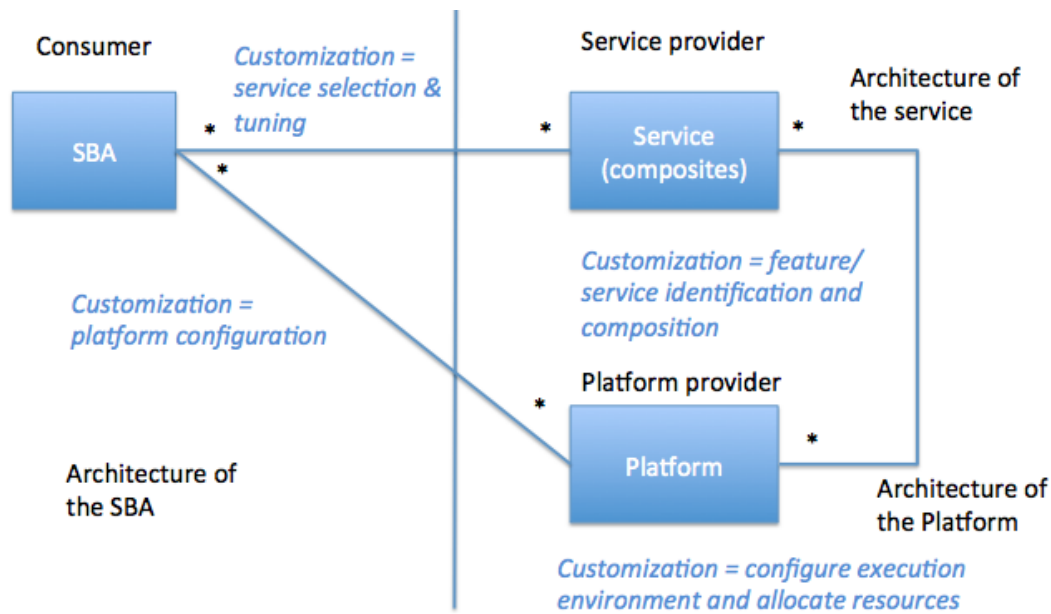 Consumer
Customization =
service selection &
tuning
Service provider
Architecture of
the service
*
*
*
SBA
Service
(composites)
*
Customization =
platform configuration
Customization = feature/
service identification and
composition
Platform provider
*
*
Platform
Architecture of
the SBA
Architecture of
the Platform
Customization = configure execution
environment and allocate resources